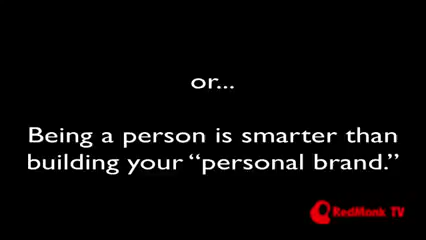 or...
Being a person is smarter than
building your “personal brand.”
RedMonk TV